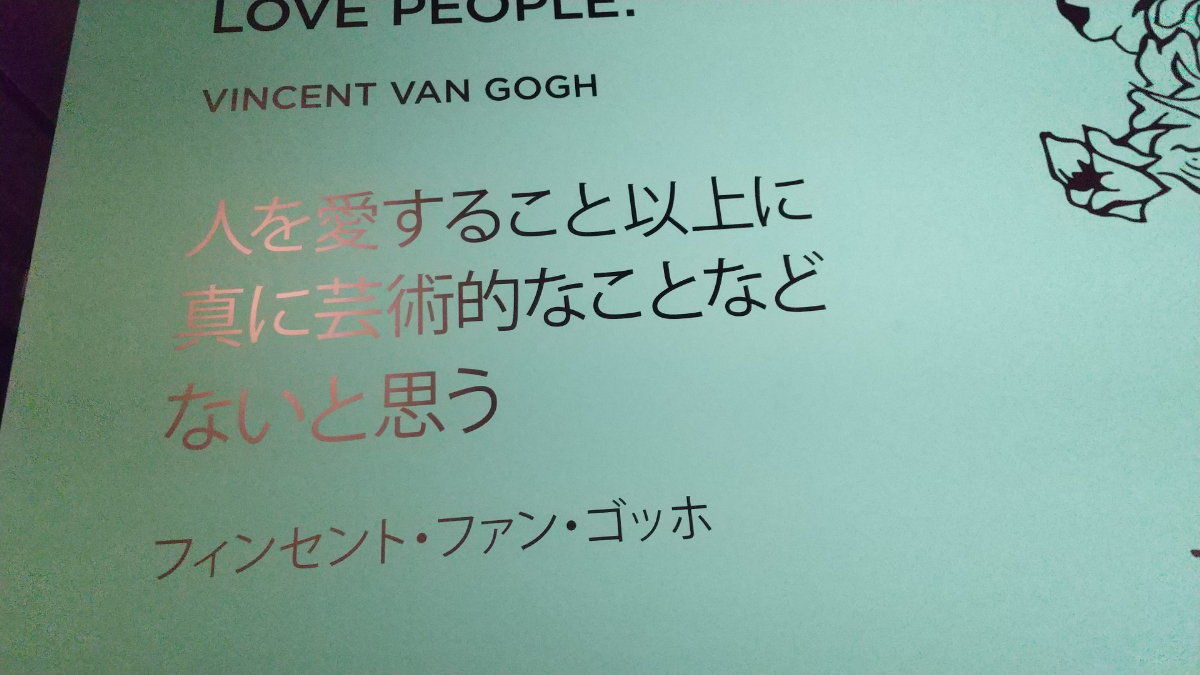 LOVE PEOPLE.
VINCENT VAN GOGH
人を愛すること以上に
真に芸術的なことなど
ないと思う
フィンセント・ファン・ゴッホ